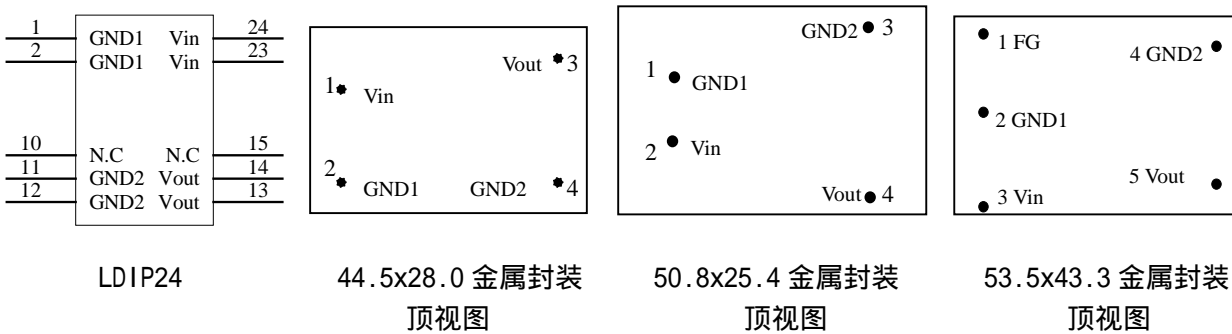 1 GND1 Vin 24
2 GND1 Vin 23
10 N.C N.C 15
11 GND2 Vout 14
12 GND2 Vout 13
LDIP24
Vout 3
1 Vin
2 GND1 GND2 4
44.5x28.0 金属封装
顶视图
GND2 3
1 GND1
2 Vin
Vout 4
50.8x25.4 金属封装
顶视图
1 FG
4 GND2
2 GND1
5 Vout
3 Vin
53.5x43.3 金属封装
顶视图